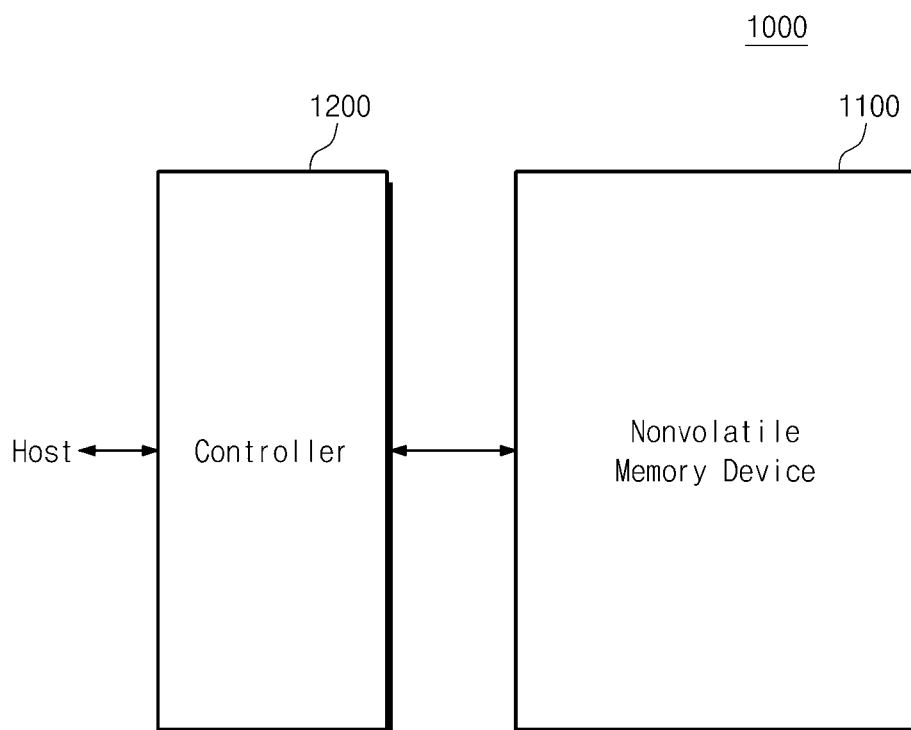 1000
1200
1100
Host
Controller
Nonvolatile
Memory Device